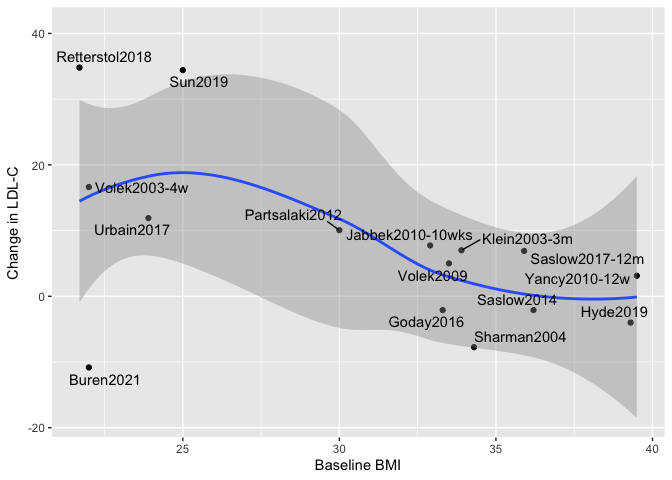 40
Retterstol2018
Sun2019
20
Volek2003-4w
Partsalaki2012
Urbain2017
Jabbek2010-10wks
Klein2003-3m
Saslow2017-12m
Volek2009
Yancy2010-12w
0
Saslow2014
Hyde2019
Goday2016
Sharman2004
Buren2021
-20
25
30
35
40
Baseline BMI
Change in LDL-C